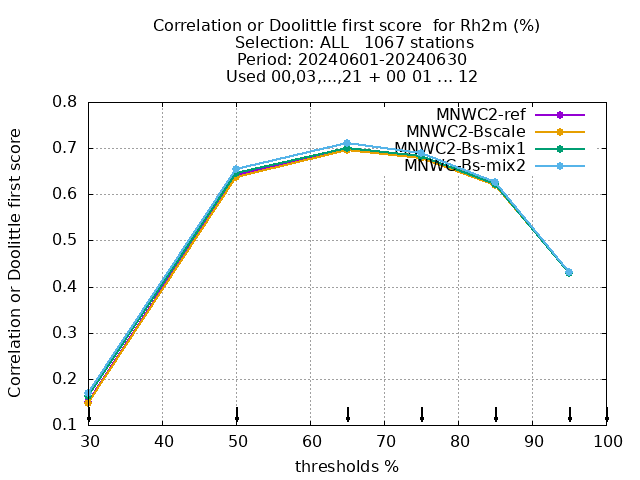 Correlation or Doolittle first score  for Rh2m (%)
Selection: ALL   1067 stations
Period: 20240601-20240630
Used 00,03,...,21 + 00 01 ... 12
MNWC2-ref
MNWC2-Bscale
MNWC2-Bs-mix1
MNWC-Bs-mix2
Correlation or Doolittle first score
0.8
0.7
0.6
0.5
0.4
0.3
0.2
0.1
30 40 50 60 70 80 90 100
thresholds %